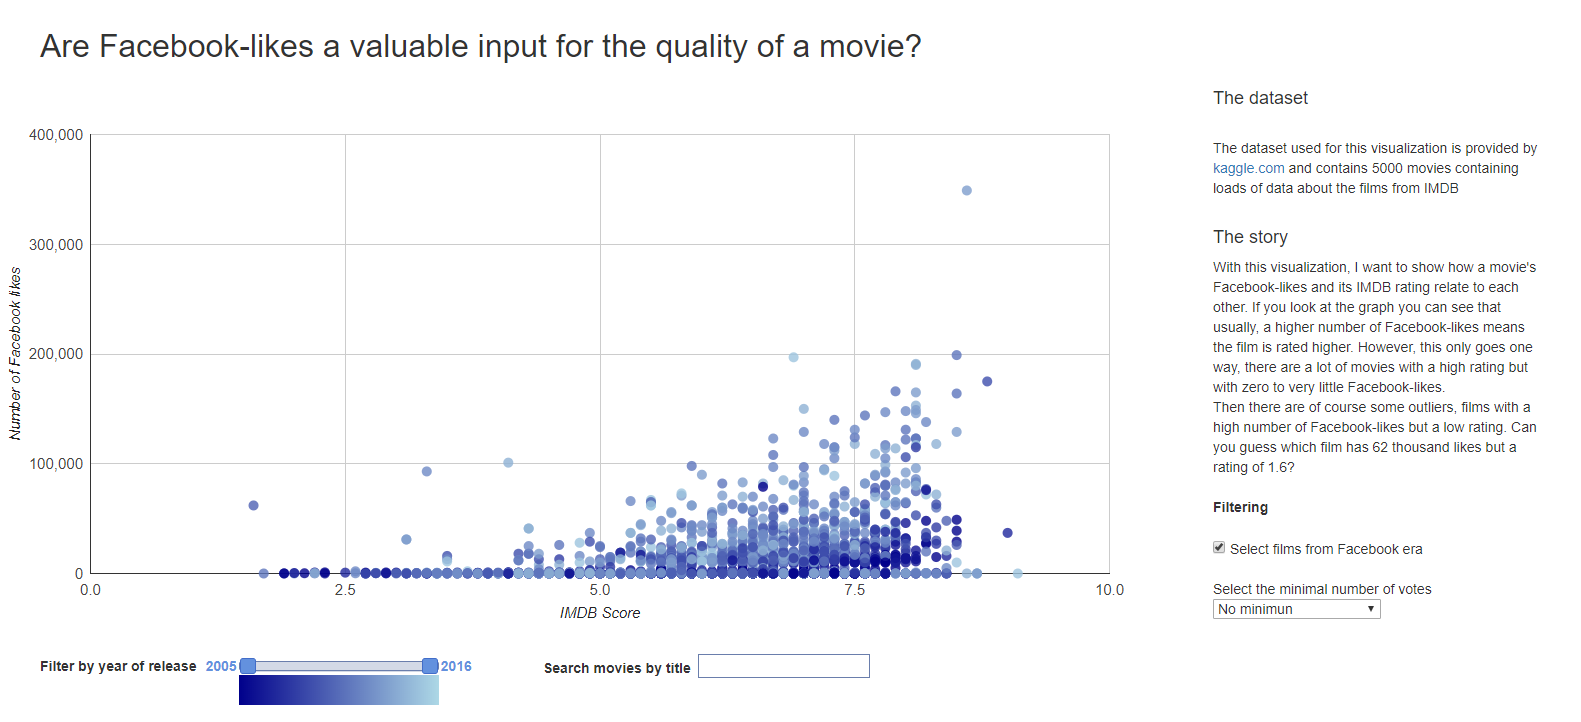 Are Facebook-likes a valuable input for the quality of a movie?
400,000
300,000
200,000
100,000
0
Number of Facebook likes
0.0
2.5
5.0
7.5
10.0
IMDB Score
Filter by year of release
2005
2016
Search movies by title
The dataset
The dataset used for this visualization is provided by
kaggle.com and contains 5000 movies containing
loads of data about the films from IMDB
The story
With this visualization, I want to show how a movie's
Facebook-likes and its IMDB rating relate to each
other. If you look at the graph you can see that
usually, a higher number of Facebook-likes means
the film is rated higher. However, this only goes one
way, there are a lot of movies with a high rating but
with zero to very little Facebook-likes.
Then there are of course some outliers, films with a
high number of Facebook-likes but a low rating. Can
you guess which film has 62 thousand likes but a
rating of 1.6?
Filtering
Select films from Facebook era
Select the minimal number of votes
No minimun